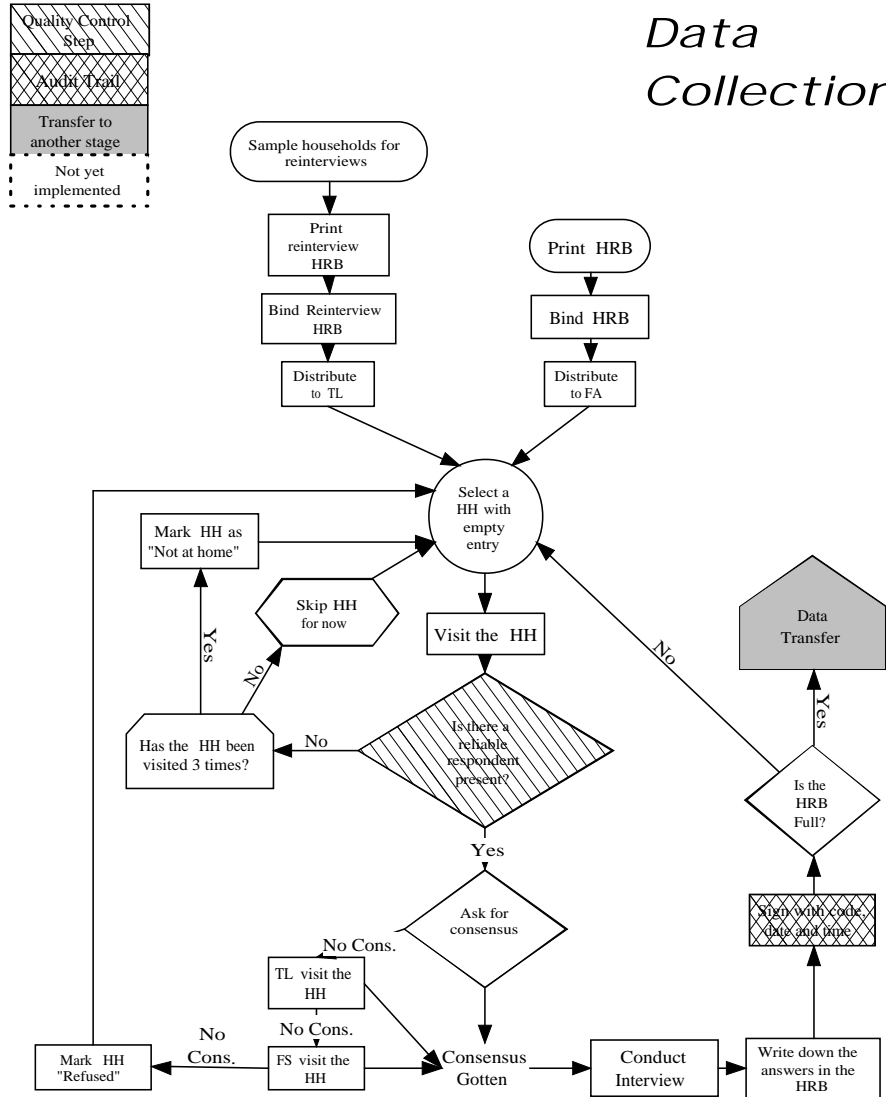 Quality Control
Step
Audit Trail
Transfer to
another stage
Not yet
implemented
Data
Collection
Sample households for
reinterviews
Print
reinterview
HRB
Print HRB
Bind Reinterview
HRB
Bind HRB
Distribute
to TL
Distribute
to FA
Select a
HH with
empty
entry
Mark HH as
"Not at home"
Skip HH
for now
Visit the HH
Data
Transfer
Yes
No
No
Yes
Has the HH been
visited 3 times?
No
Is there a
reliable
respondent
present?
Is the
HRB
Full?
Yes
Ask for
consensus
Sign with code,
date and time
No Cons.
TL visit the
HH
No Cons.
No
Cons.
Mark HH
"Refused"
FS visit the
HH
Consensus
Gotten
Conduct
Interview
Write down the
answers in the
HRB